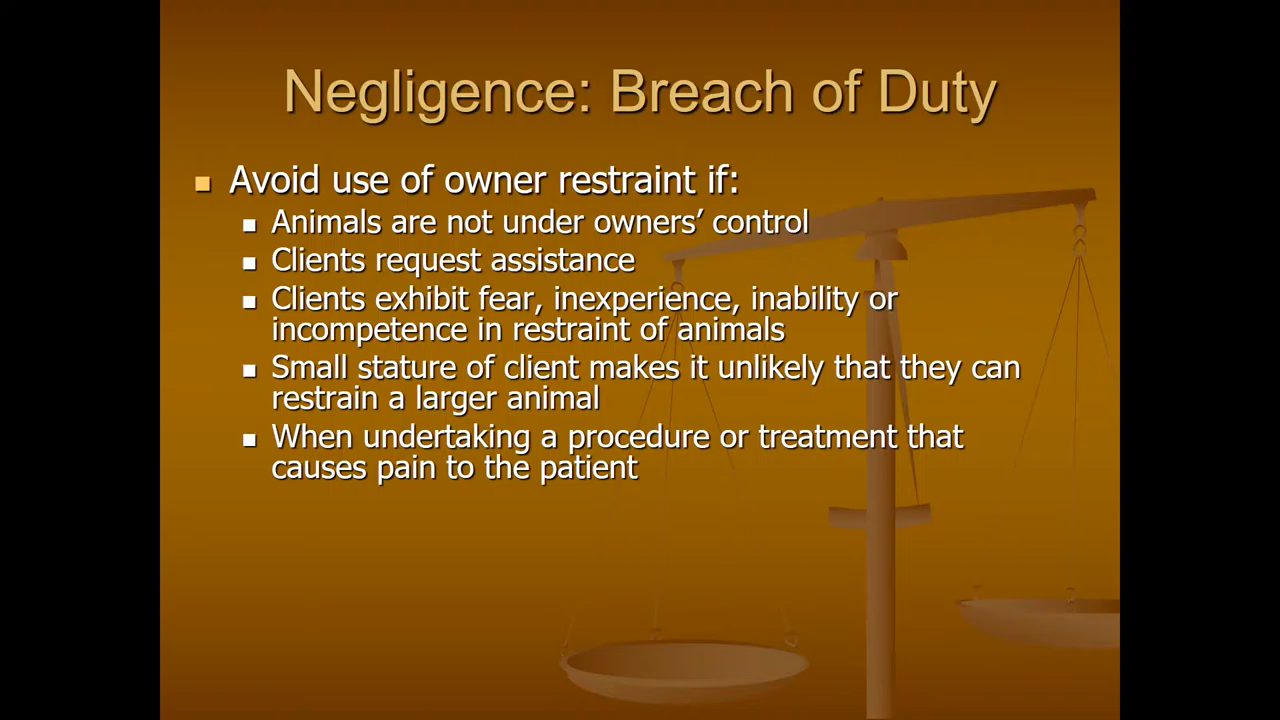 Negligence: Breach of Duty
Avoid use of owner restraint if:
Animals are not under owners’ control
Clients request assistance
Clients exhibit fear, inexperience, inability or
incompetence in restraint of animals
Small stature of client makes it unlikely that they can
restrain a larger animal
When undertaking a procedure or treatment that
causes pain to the patient